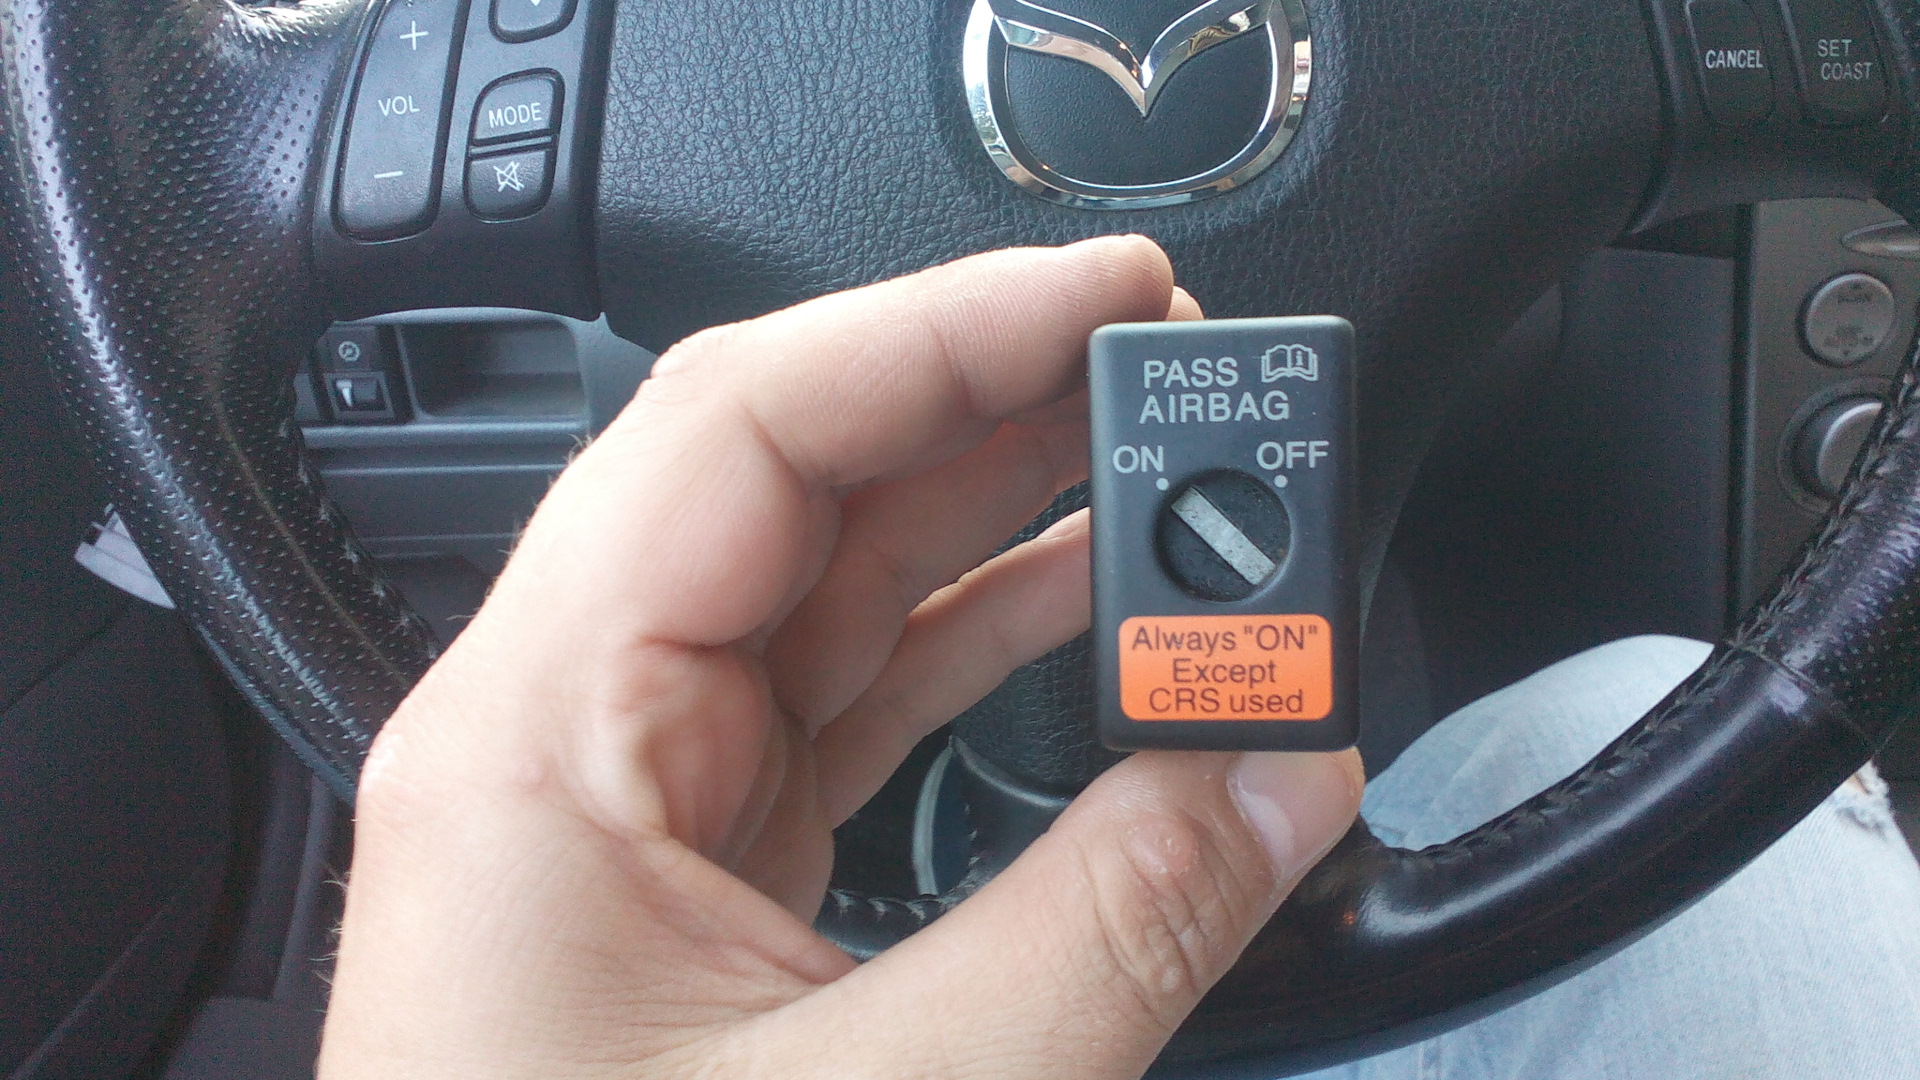 +
VOL
−
MODE
CANCEL
SET
COAST
PASS
AIRBAG
ON
OFF
Always "ON"
Except
CRS used